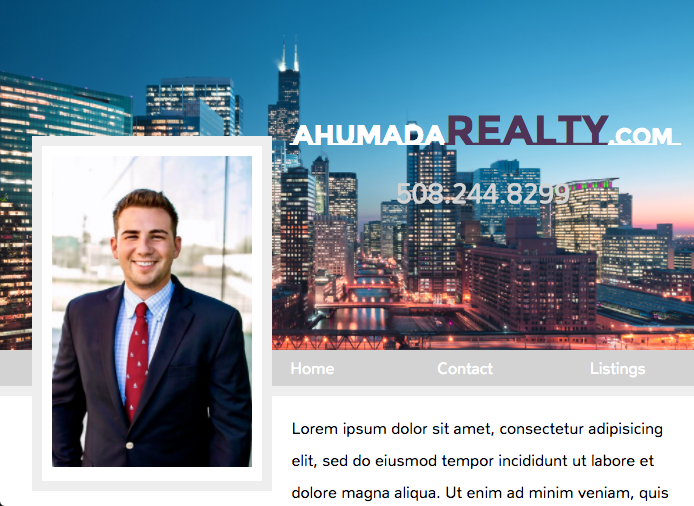 AHUMADAREALTY.COM
508.244.8299
Home Contact Listings
Lorem ipsum dolor sit amet, consectetur adipisicing
elit, sed do eiusmod tempor incididunt ut labore et
dolore magna aliqua. Ut enim ad minim veniam, quis